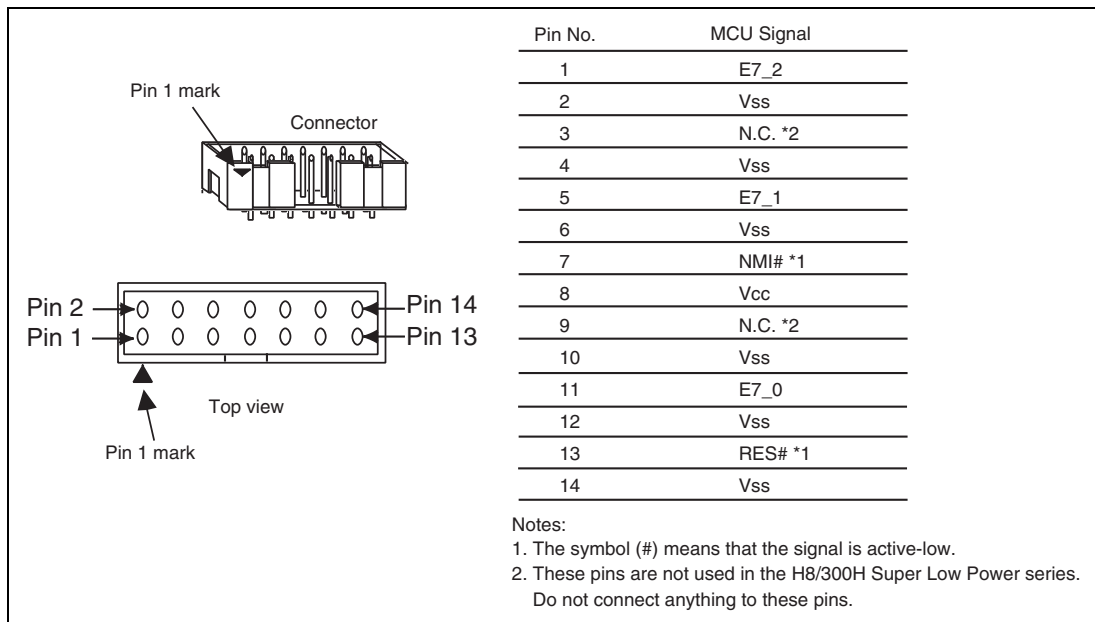 Pin 1 mark
Connector
Pin 2
Pin 1
Pin 14
Pin 13
Top view
Pin 1 mark
Pin No. MCU Signal
1 E7_2
2 Vss
3 N.C. *2
4 Vss
5 E7_1
6 Vss
7 NMI# *1
8 Vcc
9 N.C. *2
10 Vss
11 E7_0
12 Vss
13 RES# *1
14 Vss
Notes:
1. The symbol (#) means that the signal is active-low.
2. These pins are not used in the H8/300H Super Low Power series.
Do not connect anything to these pins.